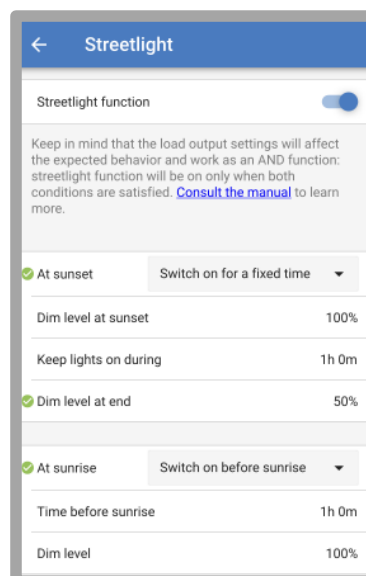 Streetlight
Streetlight function
Keep in mind that the load output settings will affect
the expected behavior and work as an AND function:
streetlight function will be on only when both
conditions are satisfied. Consult the manual to learn
more.
At sunset Switch on for a fixed time
Dim level at sunset 100%
Keep lights on during 1h 0m
Dim level at end 50%
At sunrise Switch on before sunrise
Time before sunrise 1h 0m
Dim level 100%